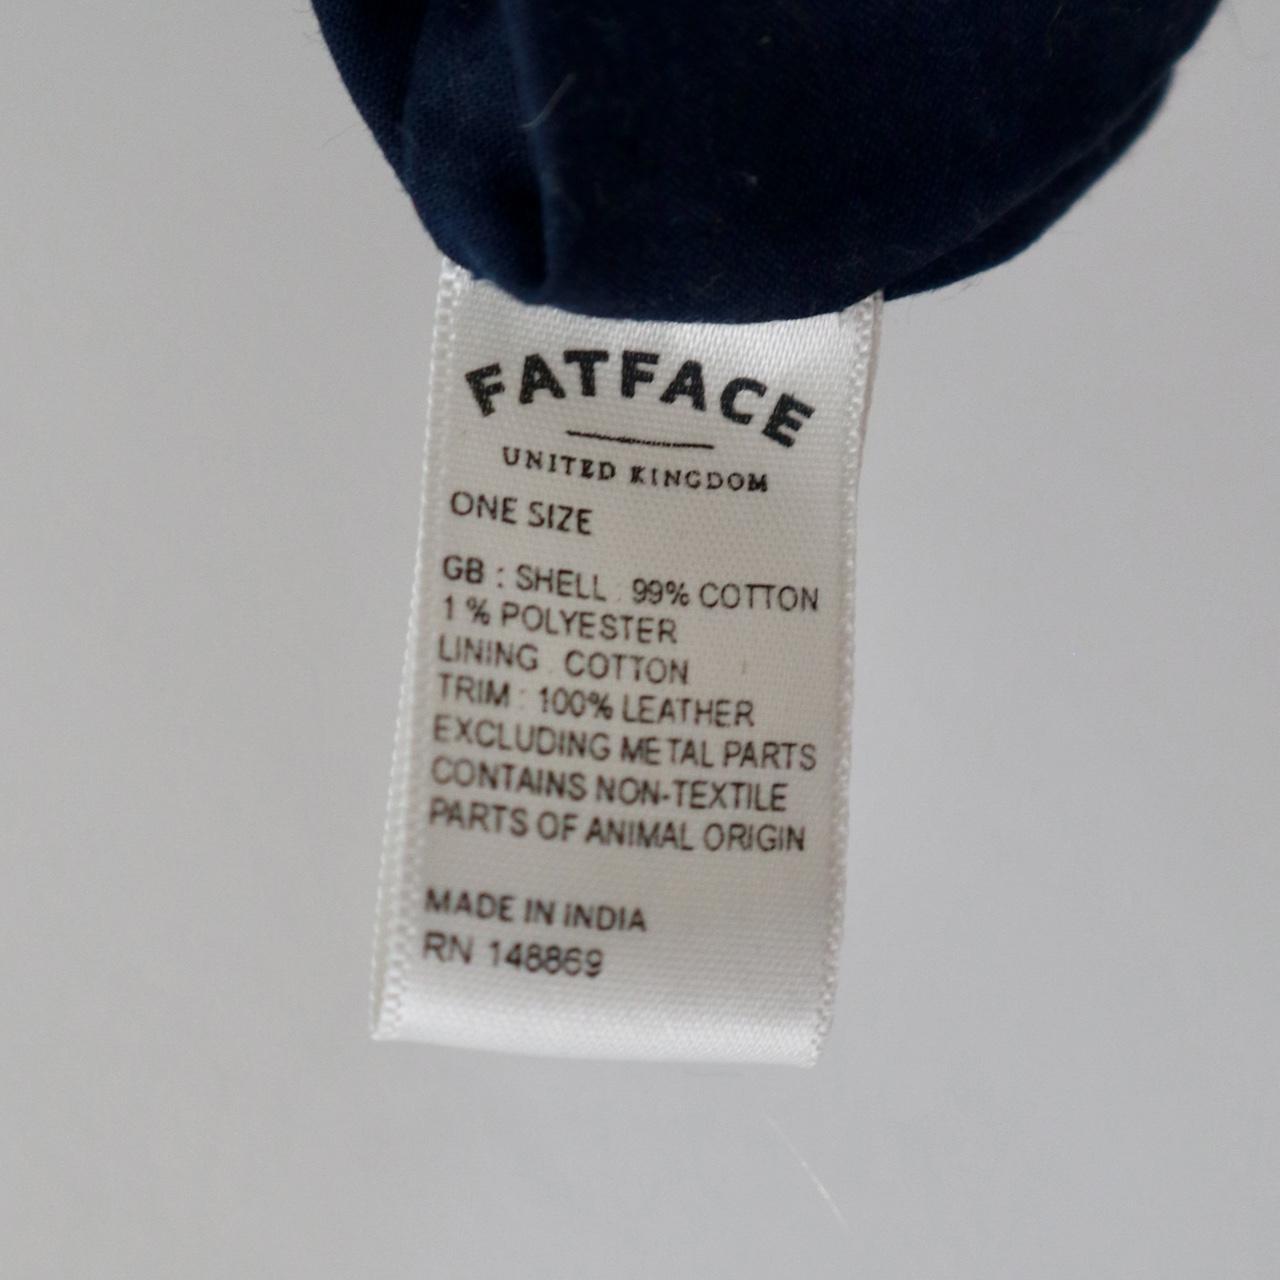 FATFACE
UNITED KINGDOM
ONE SIZE
GB : SHELL : 99% COTTON
1 % POLYESTER
LINING : COTTON
TRIM : 100% LEATHER
EXCLUDING METAL PARTS
CONTAINS NON-TEXTILE
PARTS OF ANIMAL ORIGIN
MADE IN INDIA
RN 148869